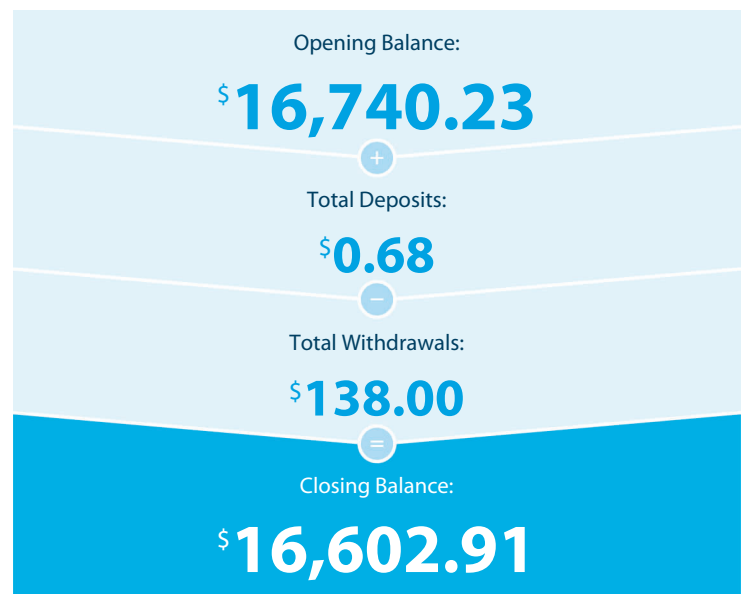 Opening Balance:
$16,740.23
+
Total Deposits:
$0.68
−
Total Withdrawals:
$138.00
=
Closing Balance:
$16,602.91